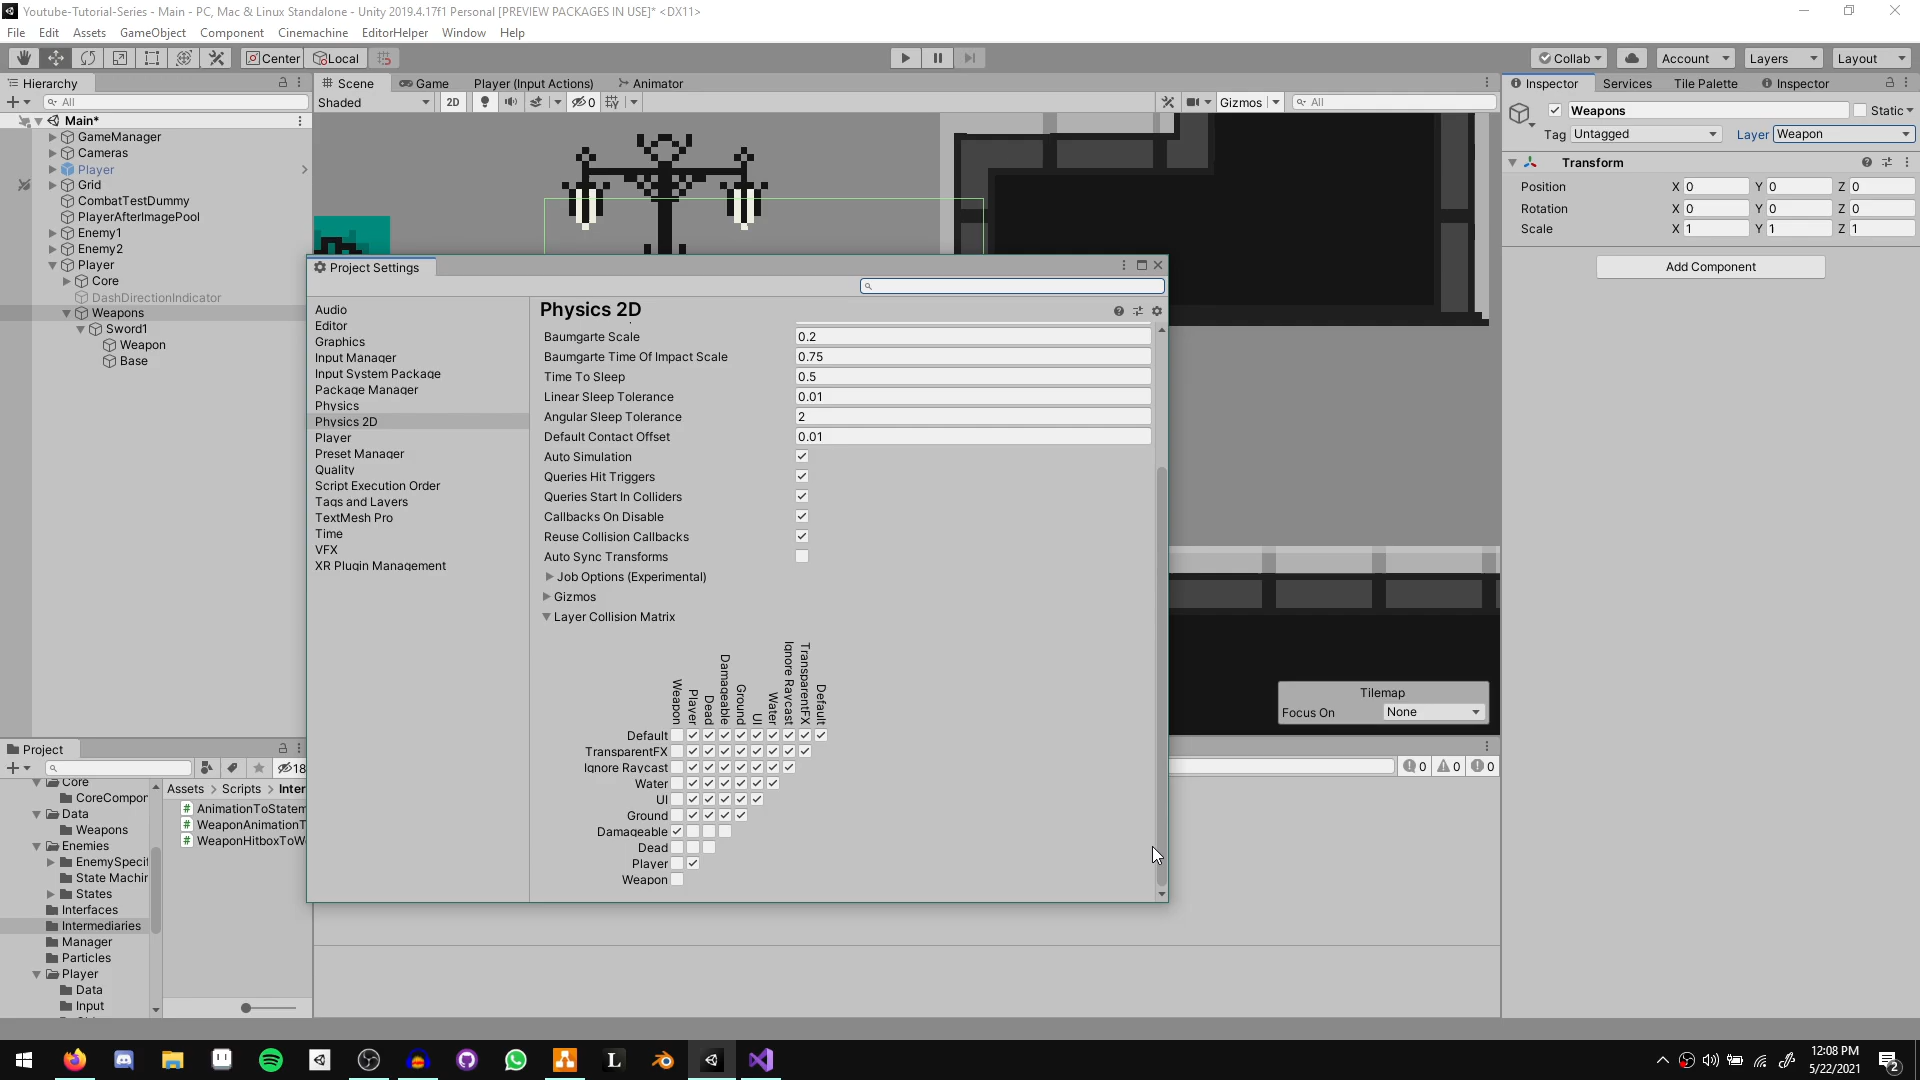 Youtube-Tutorial-Series - Main - PC, Mac & Linux Standalone - Unity 2019.4.17f1 Personal [PREVIEW PACKAGES IN USE]* <DX11>
File Edit Assets GameObject Component Cinemachine EditorHelper Window Help
Center Local Collab Account Layers Layout
Hierarchy
All
Main*
GameManager
Cameras
Player
Grid
CombatTestDummy
PlayerAfterImagePool
Enemy1
Enemy2
Player
Core
DashDirectionIndicator
Weapons
Sword1
Weapon
Base
Scene Game Player (Input Actions) Animator
Shaded 2D 0 Gizmos All
Project Settings
Audio
Editor
Graphics
Input Manager
Input System Package
Package Manager
Physics
Physics 2D
Player
Preset Manager
Quality
Script Execution Order
Tags and Layers
TextMesh Pro
Time
VFX
XR Plugin Management
Physics 2D
Baumgarte Scale 0.2
Baumgarte Time Of Impact Scale 0.75
Time To Sleep 0.5
Linear Sleep Tolerance 0.01
Angular Sleep Tolerance 2
Default Contact Offset 0.01
Auto Simulation
Queries Hit Triggers
Queries Start In Colliders
Callbacks On Disable
Reuse Collision Callbacks
Auto Sync Transforms
Job Options (Experimental)
Gizmos
Layer Collision Matrix
Weapon Player Dead Damageable Ground UI Water Ignore Raycast TransparentFX Default
Default
TransparentFX
Ignore Raycast
Water
UI
Ground
Damageable
Dead
Player
Weapon
Tilemap
Focus On None
0 0 0
Inspector Services Tile Palette Inspector
Weapons Static
Tag Untagged Layer Weapon
Transform
Position X 0 Y 0 Z 0
Rotation X 0 Y 0 Z 0
Scale X 1 Y 1 Z 1
Add Component
Project
18
Core
CoreCompor
Data
Weapons
Enemies
EnemySpecif
State Machir
States
Interfaces
Intermediaries
Manager
Particles
Player
Data
Input
Assets > Scripts > Inter
AnimationToStatem
WeaponAnimationT
WeaponHitboxToW
L
12:08 PM
5/22/2021
2